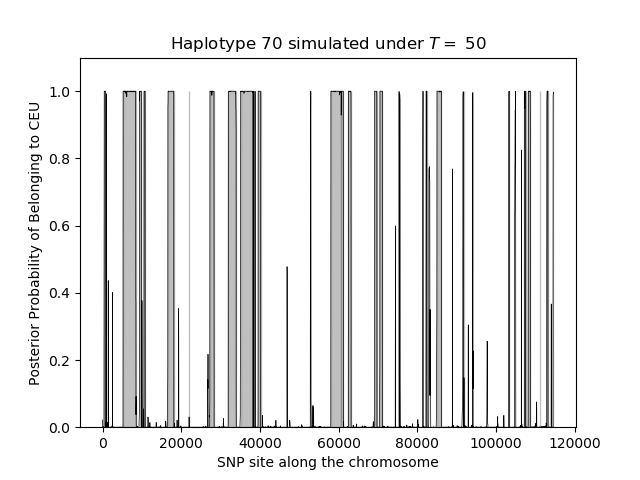 Haplotype 70 simulated under T = 50
Posterior Probability of Belonging to CEU
1.0
0.8
0.6
0.4
0.2
0.0
0 20000 40000 60000 80000 100000 120000
SNP site along the chromosome